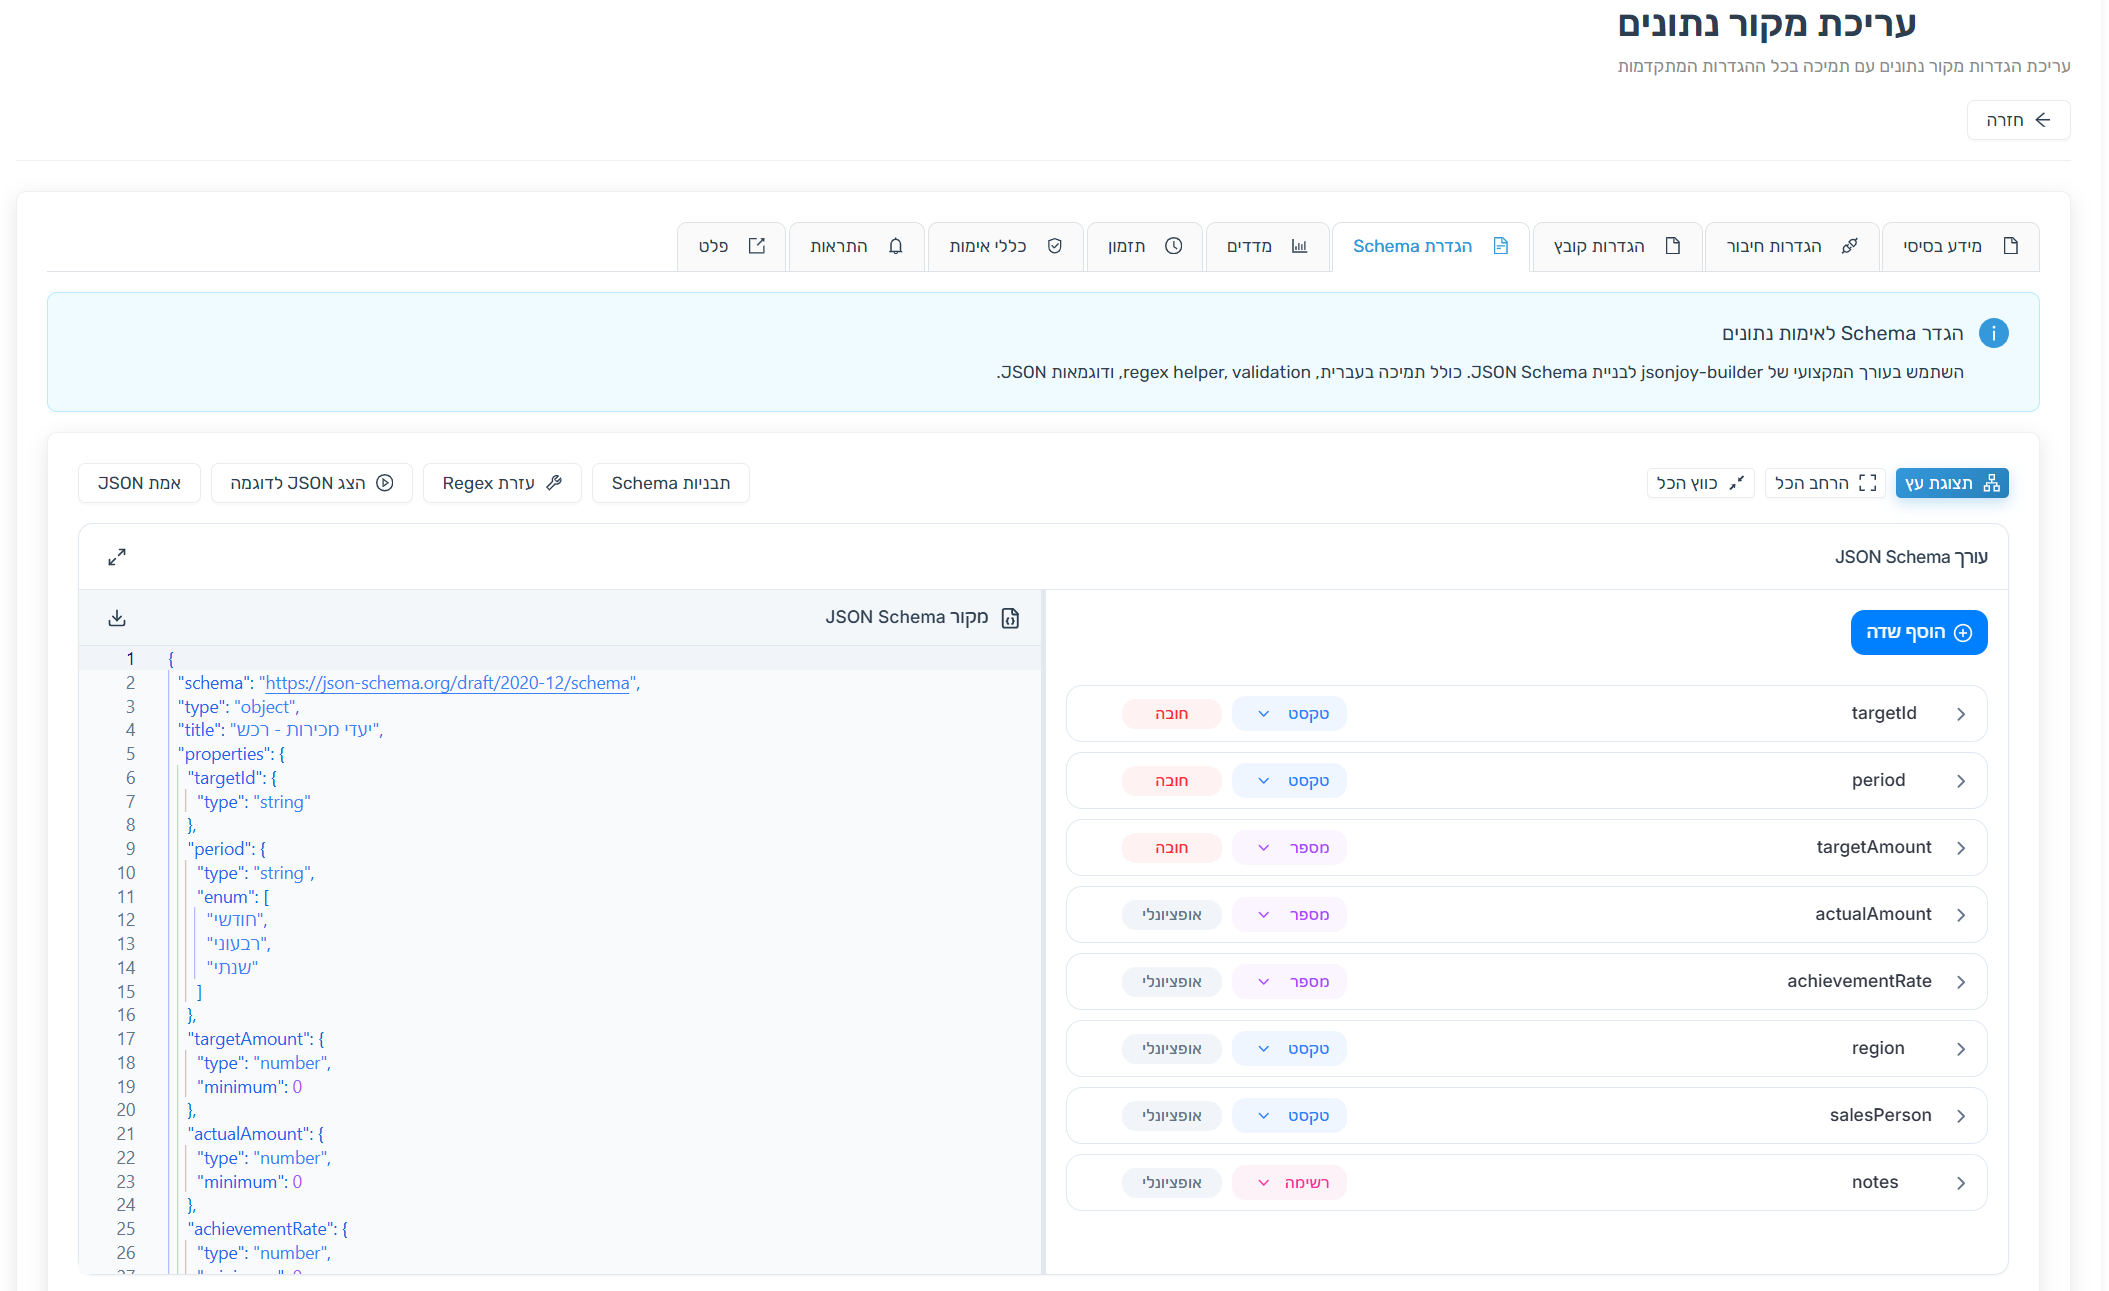 עריכת מקור נתונים
עריכת הגדרות מקור נתונים עם תמיכה בכל ההגדרות המתקדמות
חזרה
מידע בסיסי
הגדרות חיבור
הגדרות קובץ
הגדרת Schema
מדדים
תזמון
כללי אימות
התראות
פלט
הגדר Schema לאימות נתונים
השתמש בעורך המקצועי של jsonjoy-builder לבניית JSON Schema. כולל תמיכה בעברית, regex helper, validation, ודוגמאות JSON.
תצוגת עץ
הרחב הכל
כווץ הכל
תבניות Schema
עזרת Regex
הצג JSON לדוגמה
אמת JSON
עורך JSON Schema
הוסף שדה
targetId טקסט חובה
period טקסט חובה
targetAmount מספר חובה
actualAmount מספר אופציונלי
achievementRate מספר אופציונלי
region טקסט אופציונלי
salesPerson טקסט אופציונלי
notes רשימה אופציונלי
מקור JSON Schema
1 {
2 "schema": "https://json-schema.org/draft/2020-12/schema",
3 "type": "object",
4 "title": "יעדי מכירות - רכש",
5 "properties": {
6 "targetId": {
7 "type": "string"
8 },
9 "period": {
10 "type": "string",
11 "enum": [
12 "חודשי",
13 "רבעוני",
14 "שנתי"
15 ]
16 },
17 "targetAmount": {
18 "type": "number",
19 "minimum": 0
20 },
21 "actualAmount": {
22 "type": "number",
23 "minimum": 0
24 },
25 "achievementRate": {
26 "type": "number",